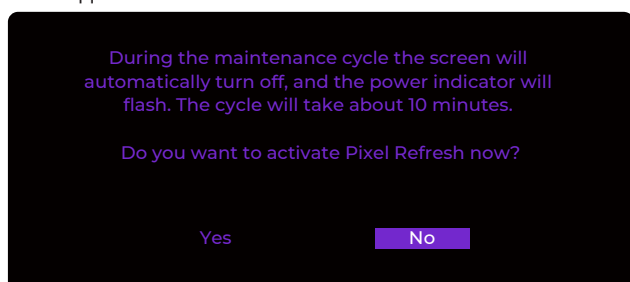 During the maintenance cycle the screen will
automatically turn off, and the power indicator will
flash. The cycle will take about 10 minutes.
Do you want to activate Pixel Refresh now?
Yes No